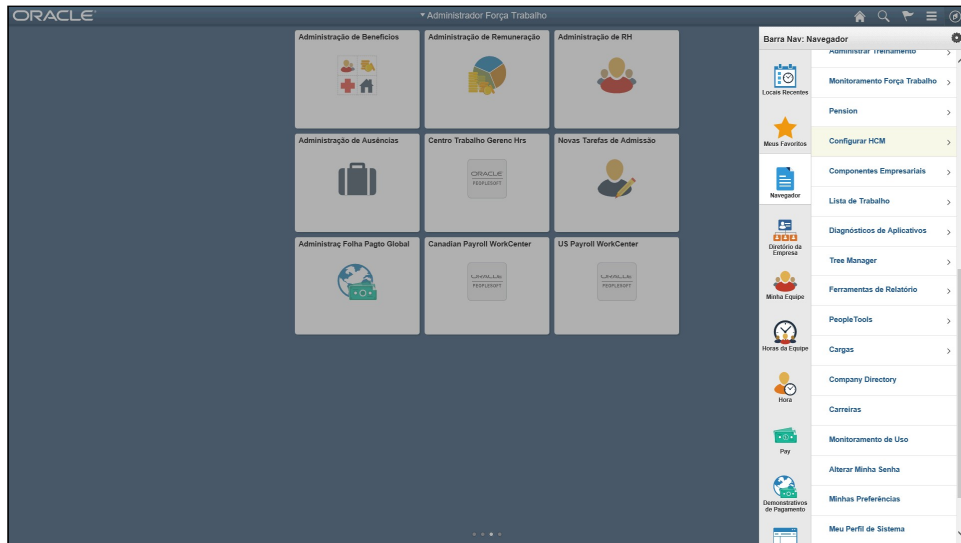 ORACLE
Administrador Força Trabalho
Administração de Benefícios
Administração de Remuneração
Administração de RH
Administração de Ausências
Centro Trabalho Gerenc Hrs
ORACLE
PEOPLESOFT
Novas Tarefas de Admissão
Administraç Folha Pagto Global
Canadian Payroll WorkCenter
ORACLE
PEOPLESOFT
US Payroll WorkCenter
ORACLE
PEOPLESOFT
Barra Nav: Navegador
Locais Recentes
Meus Favoritos
Navegador
Diretório da
Empresa
Minha Equipe
Horas da Equipe
Hora
Pay
Demonstrativos
de Pagamento
Administrar Treinamento
Monitoramento Força Trabalho
Pension
Configurar HCM
Componentes Empresariais
Lista de Trabalho
Diagnósticos de Aplicativos
Tree Manager
Ferramentas de Relatório
PeopleTools
Cargas
Company Directory
Carreiras
Monitoramento de Uso
Alterar Minha Senha
Minhas Preferências
Meu Perfil de Sistema